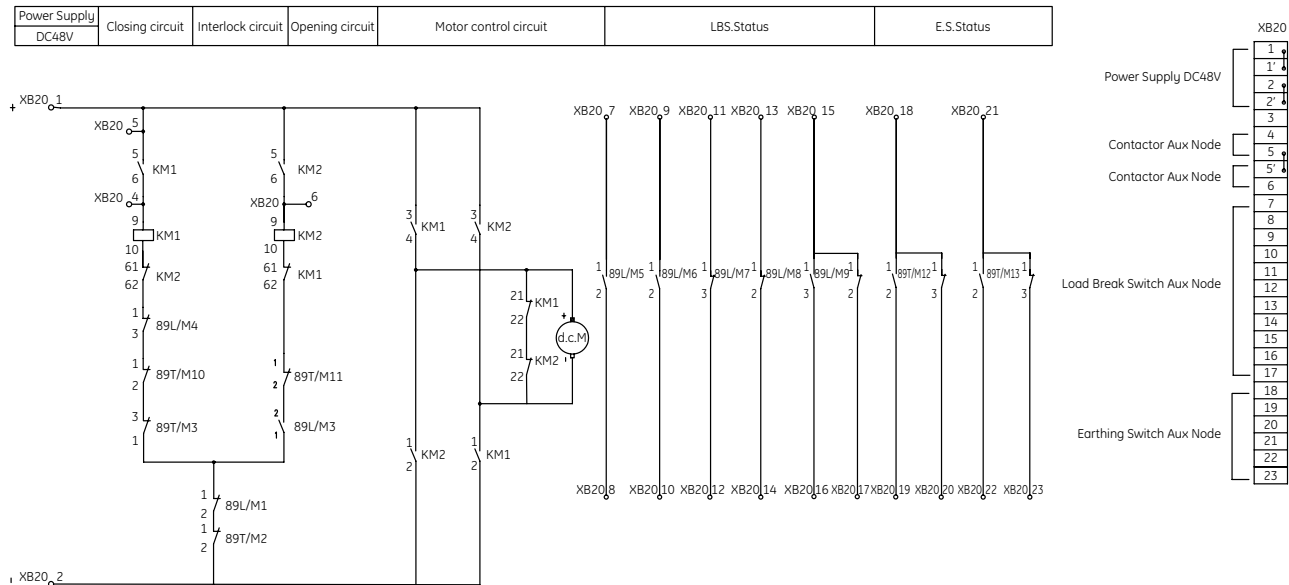 Power Supply
DC48V
Closing circuit
Interlock circuit
Opening circuit
Motor control circuit
LBS.Status
E.S.Status
+ XB20 1
XB20 5
5
6
KM1
XB20 4
9
10
KM1
61
62
KM2
1
3
89L/M4
1
2
89T/M10
3
1
89T/M3
5
6
KM2
XB20 6
9
10
KM2
61
62
KM1
1
2
89T/M11
2
1
89L/M3
1
2
89L/M1
1
2
89T/M2
XB20 2
3
4
KM1
3
4
KM2
21
22
KM1
21
22
KM2
+
d.c.M
-
1
2
KM2
1
2
KM1
XB20 7 XB20 9 XB20 11 XB20 13 XB20 15 XB20 18 XB20 21
1
2
89L/M5
1
2
89L/M6
1
3
89L/M7
1
2
89L/M8
1
2
89L/M9
1
2
1
2
89T/M12
1
3
1
2
89T/M13
1
3
XB20 8 XB20 10 XB20 12 XB20 14 XB20 16 XB20 17 XB20 19 XB20 20 XB20 22 XB20 23
XB20
Power Supply DC48V
Contactor Aux Node
Contactor Aux Node
Load Break Switch Aux Node
Earthing Switch Aux Node
1
1'
2
2'
3
4
5
5'
6
7
8
9
10
11
12
13
14
15
16
17
18
19
20
21
22
23